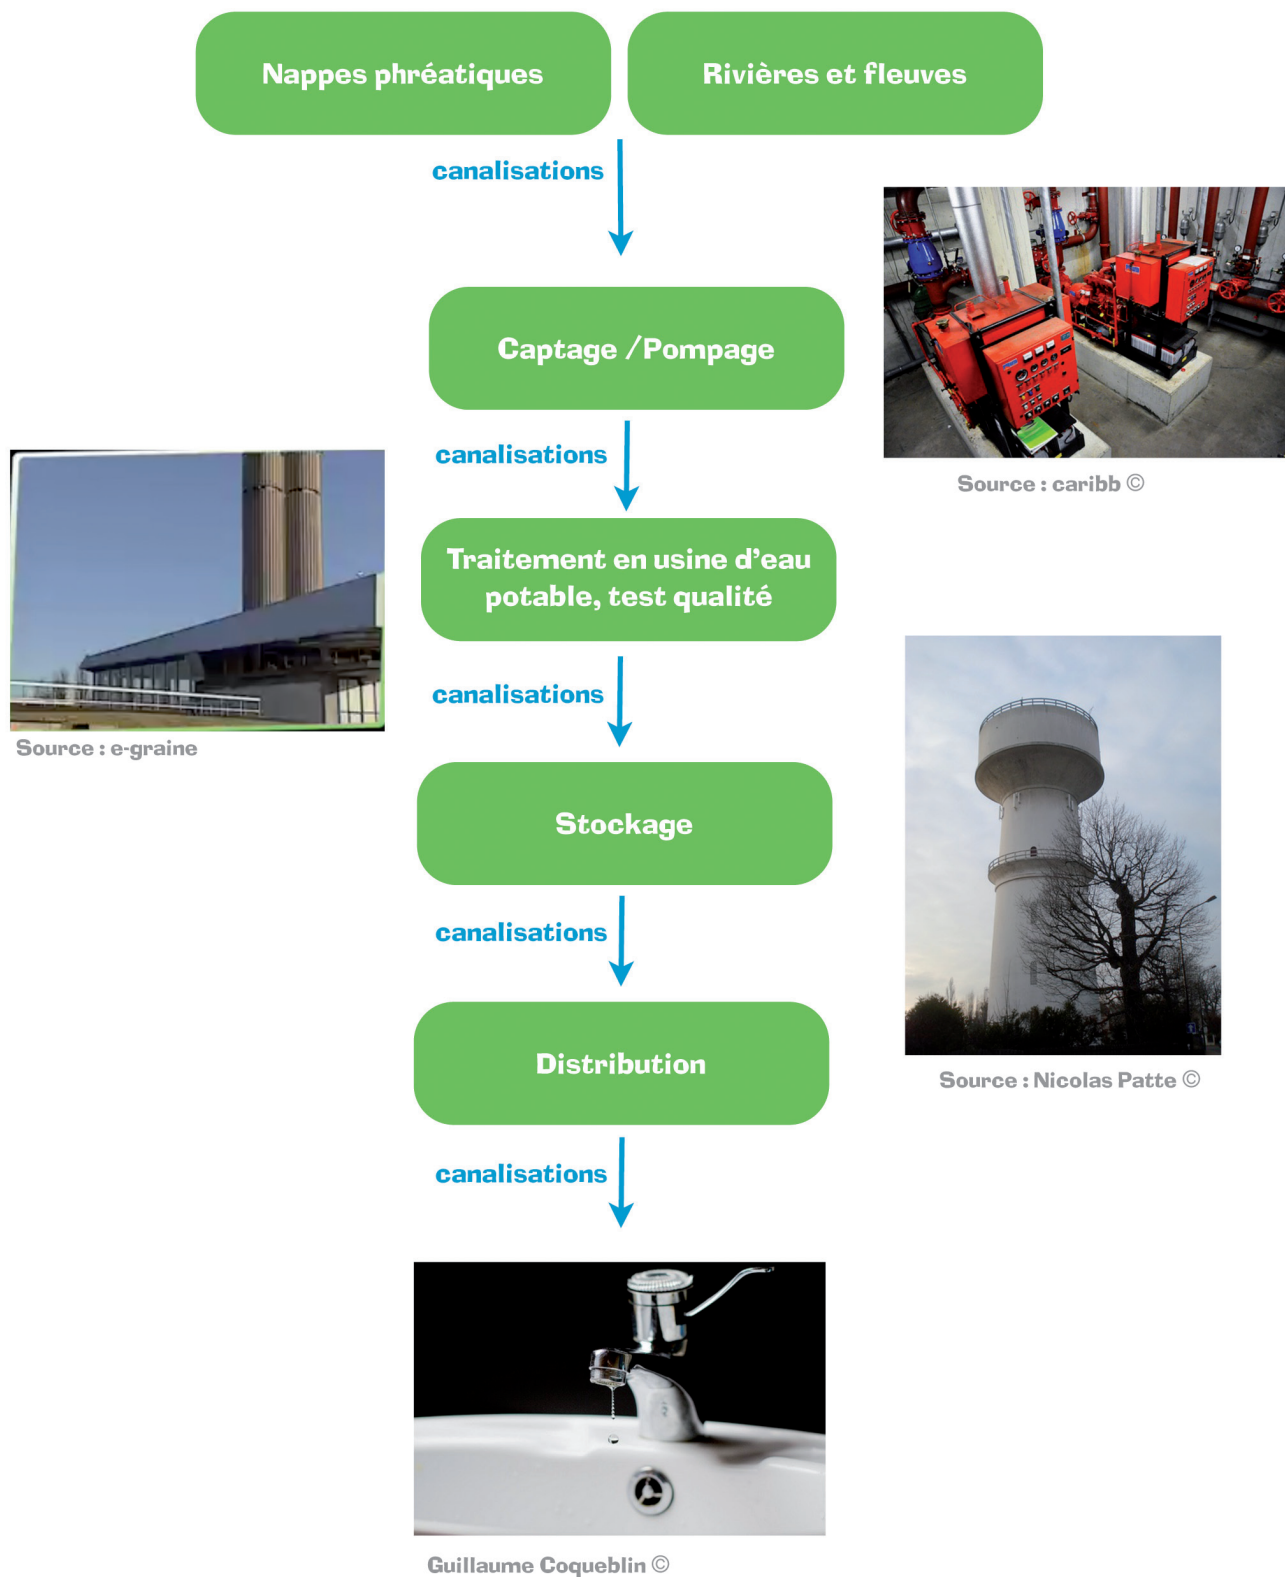 Nappes phréatiques
Rivières et fleuves
canalisations
Captage /Pompage
Source : caribb ©
canalisations
Traitement en usine d'eau
potable, test qualité
Source : e-graine
canalisations
Stockage
canalisations
Distribution
Source : Nicolas Patte ©
canalisations
Guillaume Coqueblin ©